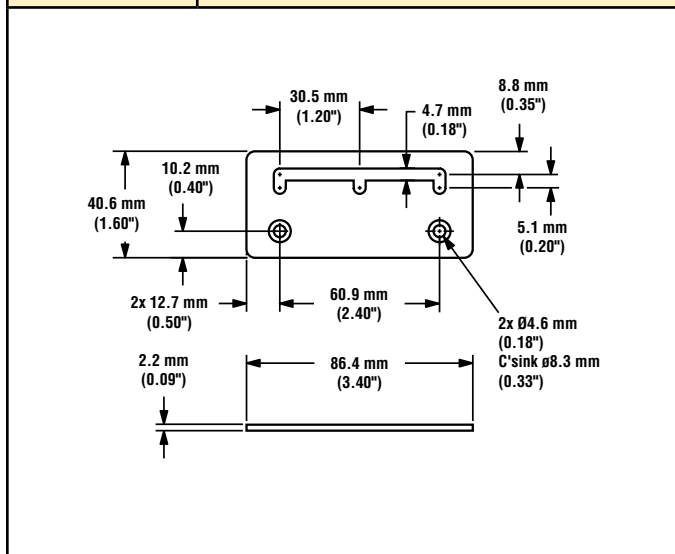 8.8 mm
(0.35")
30.5 mm
(1.20")
4.7 mm
(0.18")
10.2 mm
(0.40")
40.6 mm
(1.60")
5.1 mm
(0.20")
2x 12.7 mm
(0.50")
60.9 mm
(2.40")
2x Ø4.6 mm
(0.18")
C'sink ø8.3 mm
(0.33")
2.2 mm
(0.09")
86.4 mm
(3.40")